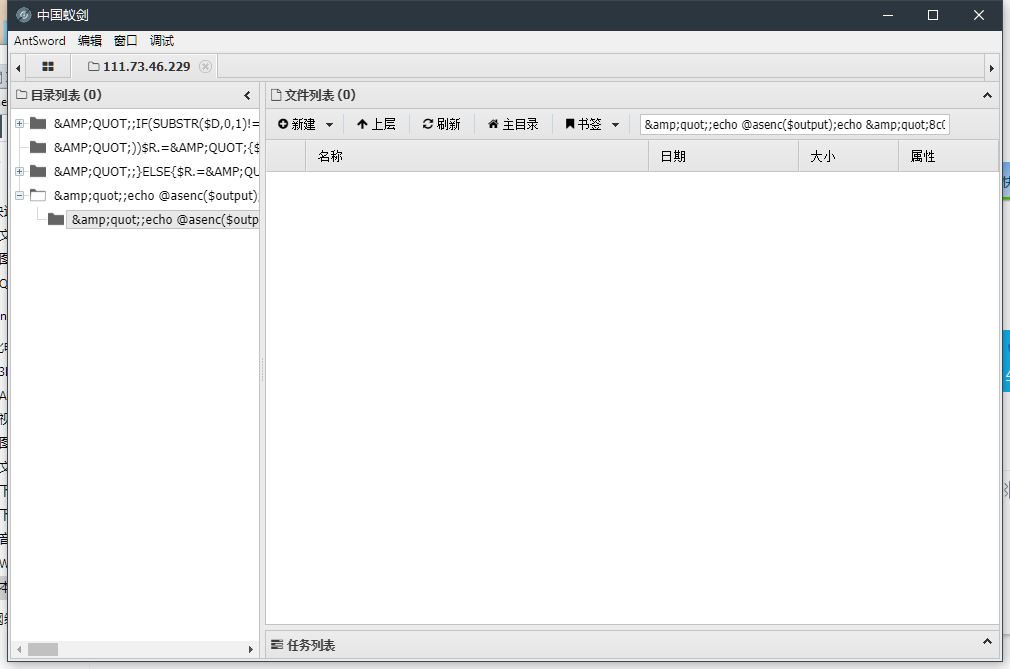 中国蚁剑
AntSword 编辑 窗口 调试
111.73.46.229
目录列表 (0)
&AMP;QUOT;;IF(SUBSTR($D,0,1)!=
&AMP;QUOT;))$R.=&AMP;QUOT;{$
&AMP;QUOT;;}ELSE{$R.=&AMP;QU
&amp;quot;;echo @asenc($output);
&amp;quot;;echo @asenc($outp
文件列表 (0)
新建 上层 刷新 主目录 书签 &amp;quot;;echo @asenc($output);echo &amp;quot;8c0
名称 日期 大小 属性
任务列表